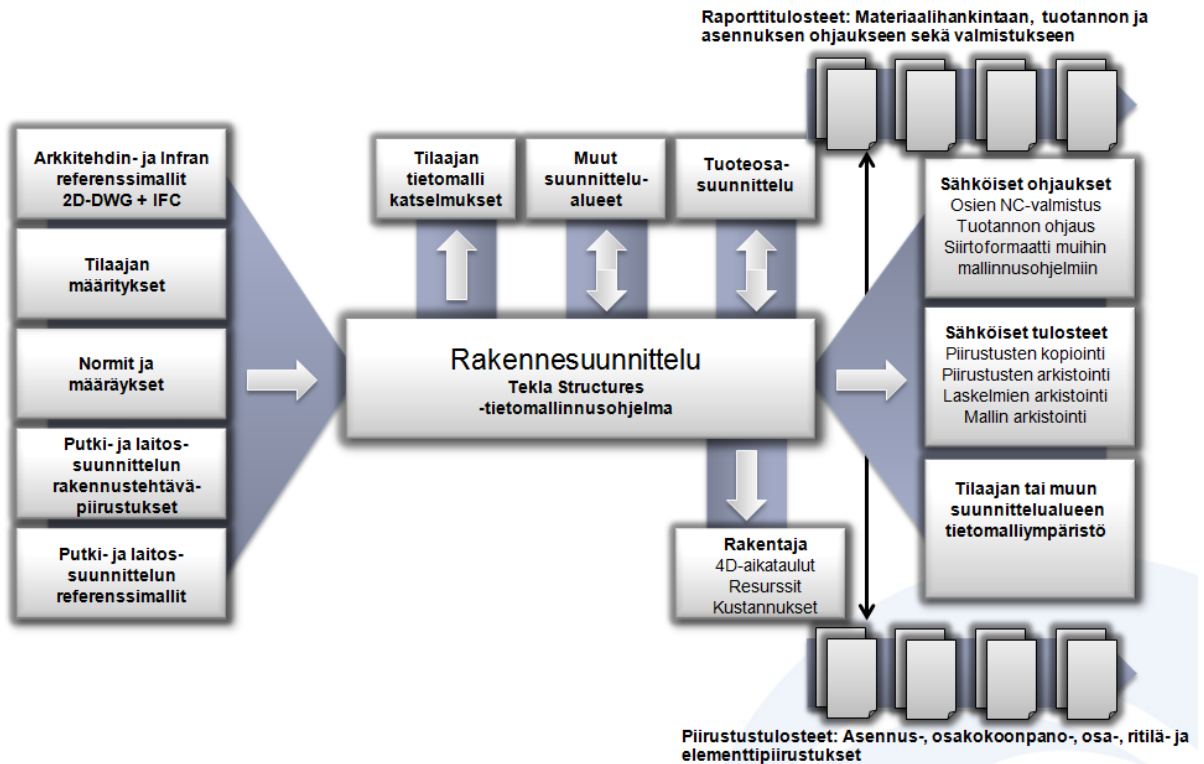 Raporttitulosteet: Materiaalihankintaan, tuotannon ja
asennuksen ohjaukseen sekä valmistukseen
Arkkitehdin- ja Infran
referenssimallit
2D-DWG + IFC
Tilaajan
määritykset
Normit ja
määräykset
Putki- ja laitos-
suunnittelun
rakennustehtävä-
piirustukset
Putki- ja laitos-
suunnittelun
referenssimallit
Tilaajan
tietomalli
katselmukset
Muut
suunnittelu-
alueet
Tuoteosa-
suunnittelu
Rakennesuunnittelu
Tekla Structures
-tietomallinnusohjelma
Rakentaja
4D-aikataulut
Resurssit
Kustannukset
Sähköiset ohjaukset
Osien NC-valmistus
Tuotannon ohjaus
Siirtoformaatti muihin
mallinnusohjelmiin
Sähköiset tulosteet
Piirustusten kopiointi
Piirustusten arkistointi
Laskelmien arkistointi
Mallin arkistointi
Tilaajan tai muun
suunnittelualueen
tietomalliympäristö
Piirustustulosteet: Asennus-, osakokoonpano-, osa-, ritilä- ja
elementtipiirustukset